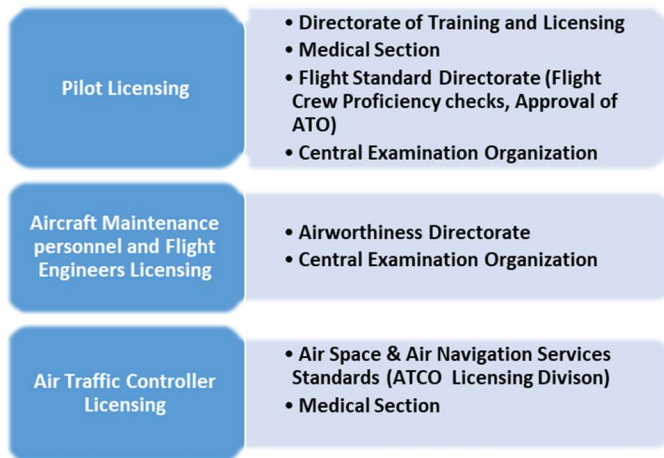 Pilot Licensing
• Directorate of Training and Licensing
• Medical Section
• Flight Standard Directorate (Flight
Crew Proficiency checks, Approval of
ATO)
• Central Examination Organization
Aircraft Maintenance
personnel and Flight
Engineers Licensing
• Airworthiness Directorate
• Central Examination Organization
Air Traffic Controller
Licensing
• Air Space & Air Navigation Services
Standards (ATCO Licensing Divison)
• Medical Section